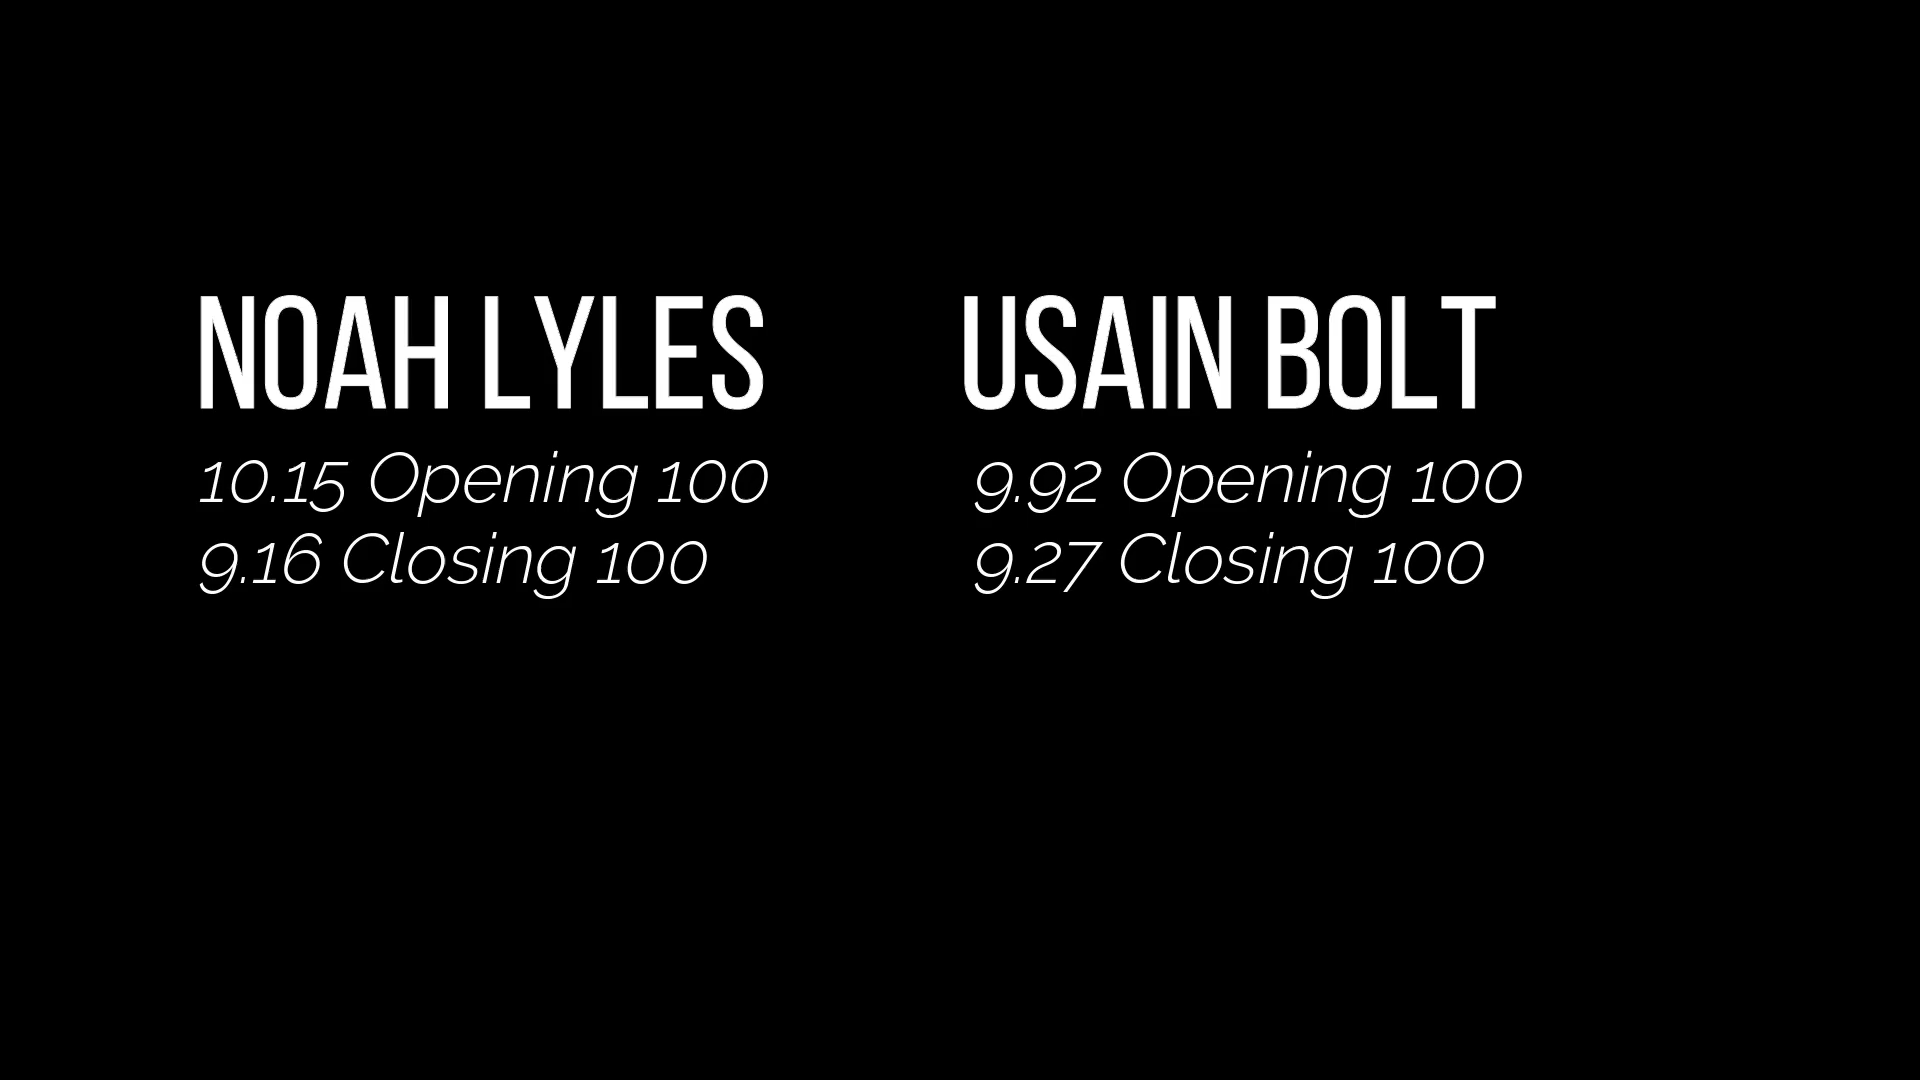 NOAH LYLES
10.15 Opening 100
9.16 Closing 100
USAIN BOLT
9.92 Opening 100
9.27 Closing 100